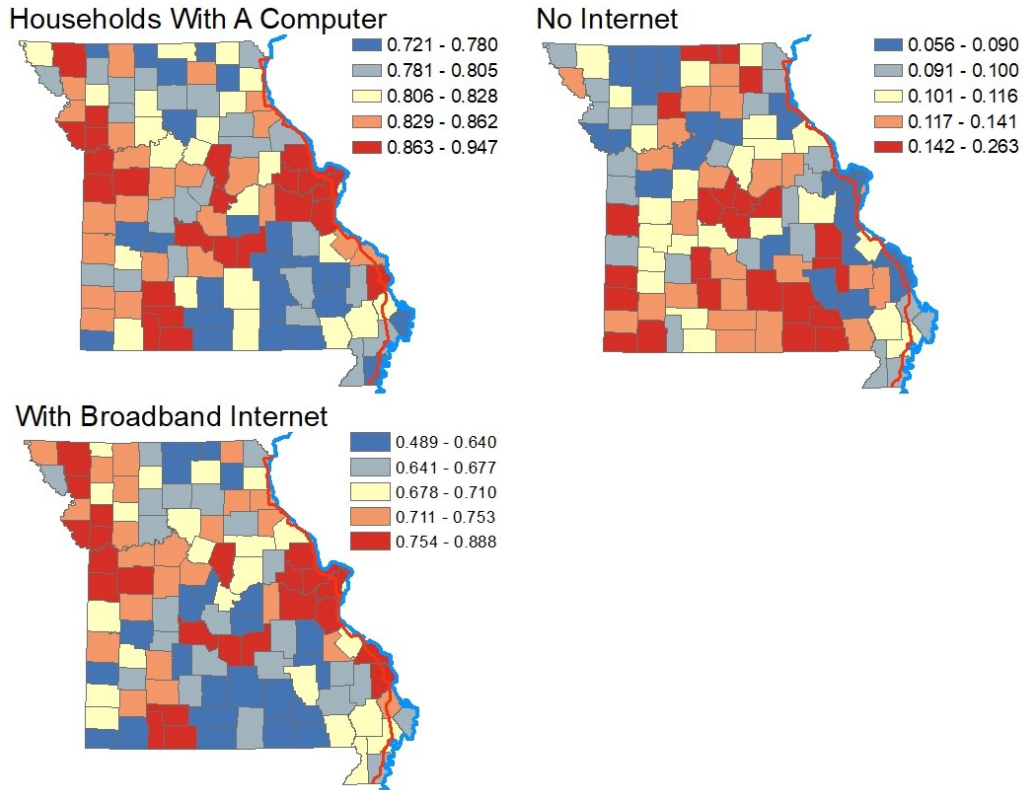 Households With A Computer
0.721 - 0.780
0.781 - 0.805
0.806 - 0.828
0.829 - 0.862
0.863 - 0.947
No Internet
0.056 - 0.090
0.091 - 0.100
0.101 - 0.116
0.117 - 0.141
0.142 - 0.263
With Broadband Internet
0.489 - 0.640
0.641 - 0.677
0.678 - 0.710
0.711 - 0.753
0.754 - 0.888